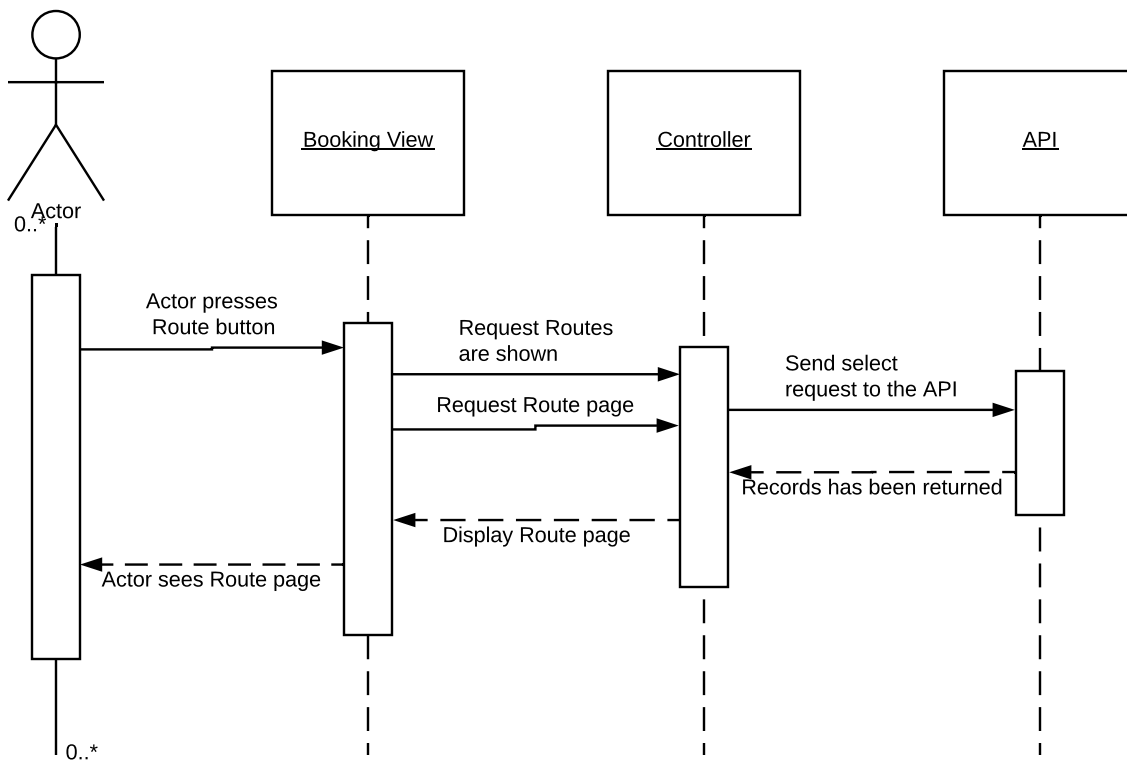 Booking View
Controller
API
Actor
0..*
Actor presses
Route button
Request Routes
are shown
Send select
request to the API
Request Route page
Records has been returned
Display Route page
Actor sees Route page
0..*